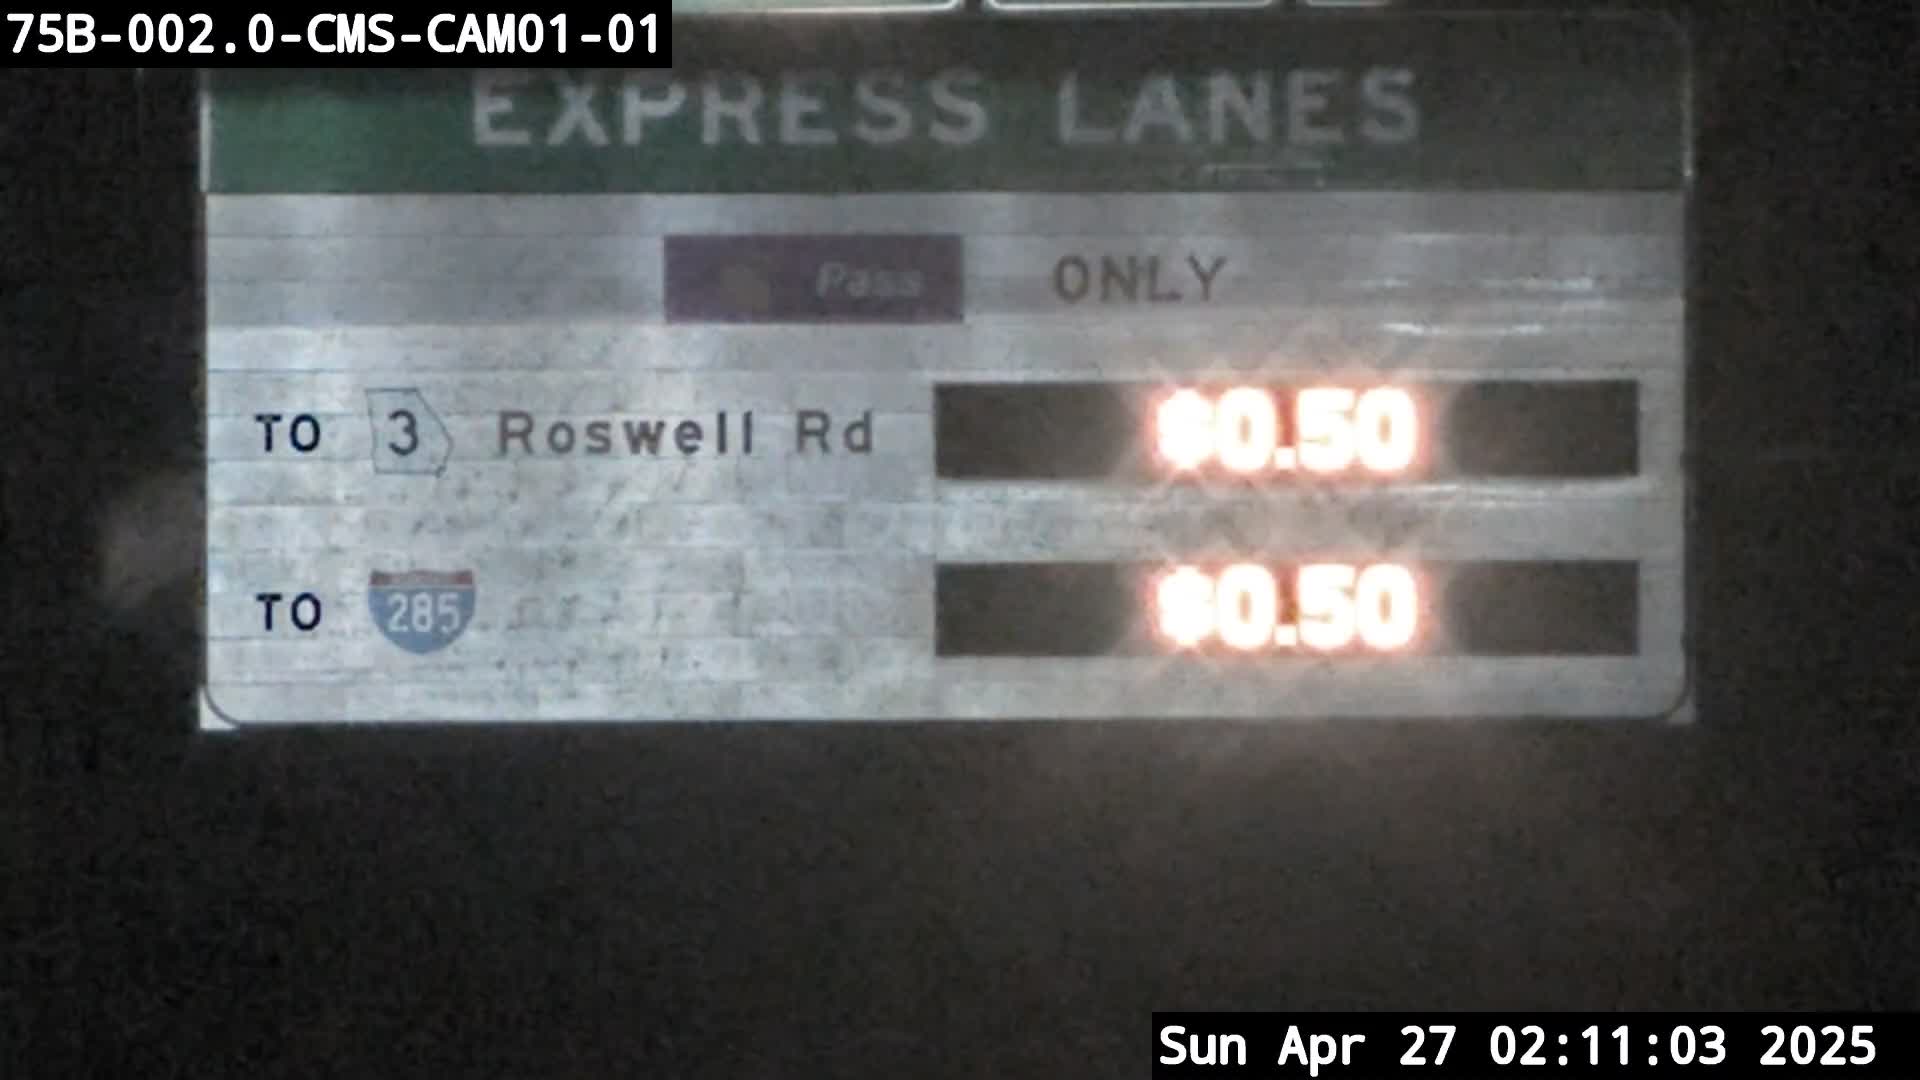 75B-002.0-CMS-CAM01-01
EXPRESS LANES
Pass ONLY
TO 3 Roswell Rd $0.50
TO 285 $0.50
Sun Apr 27 02:11:03 2025